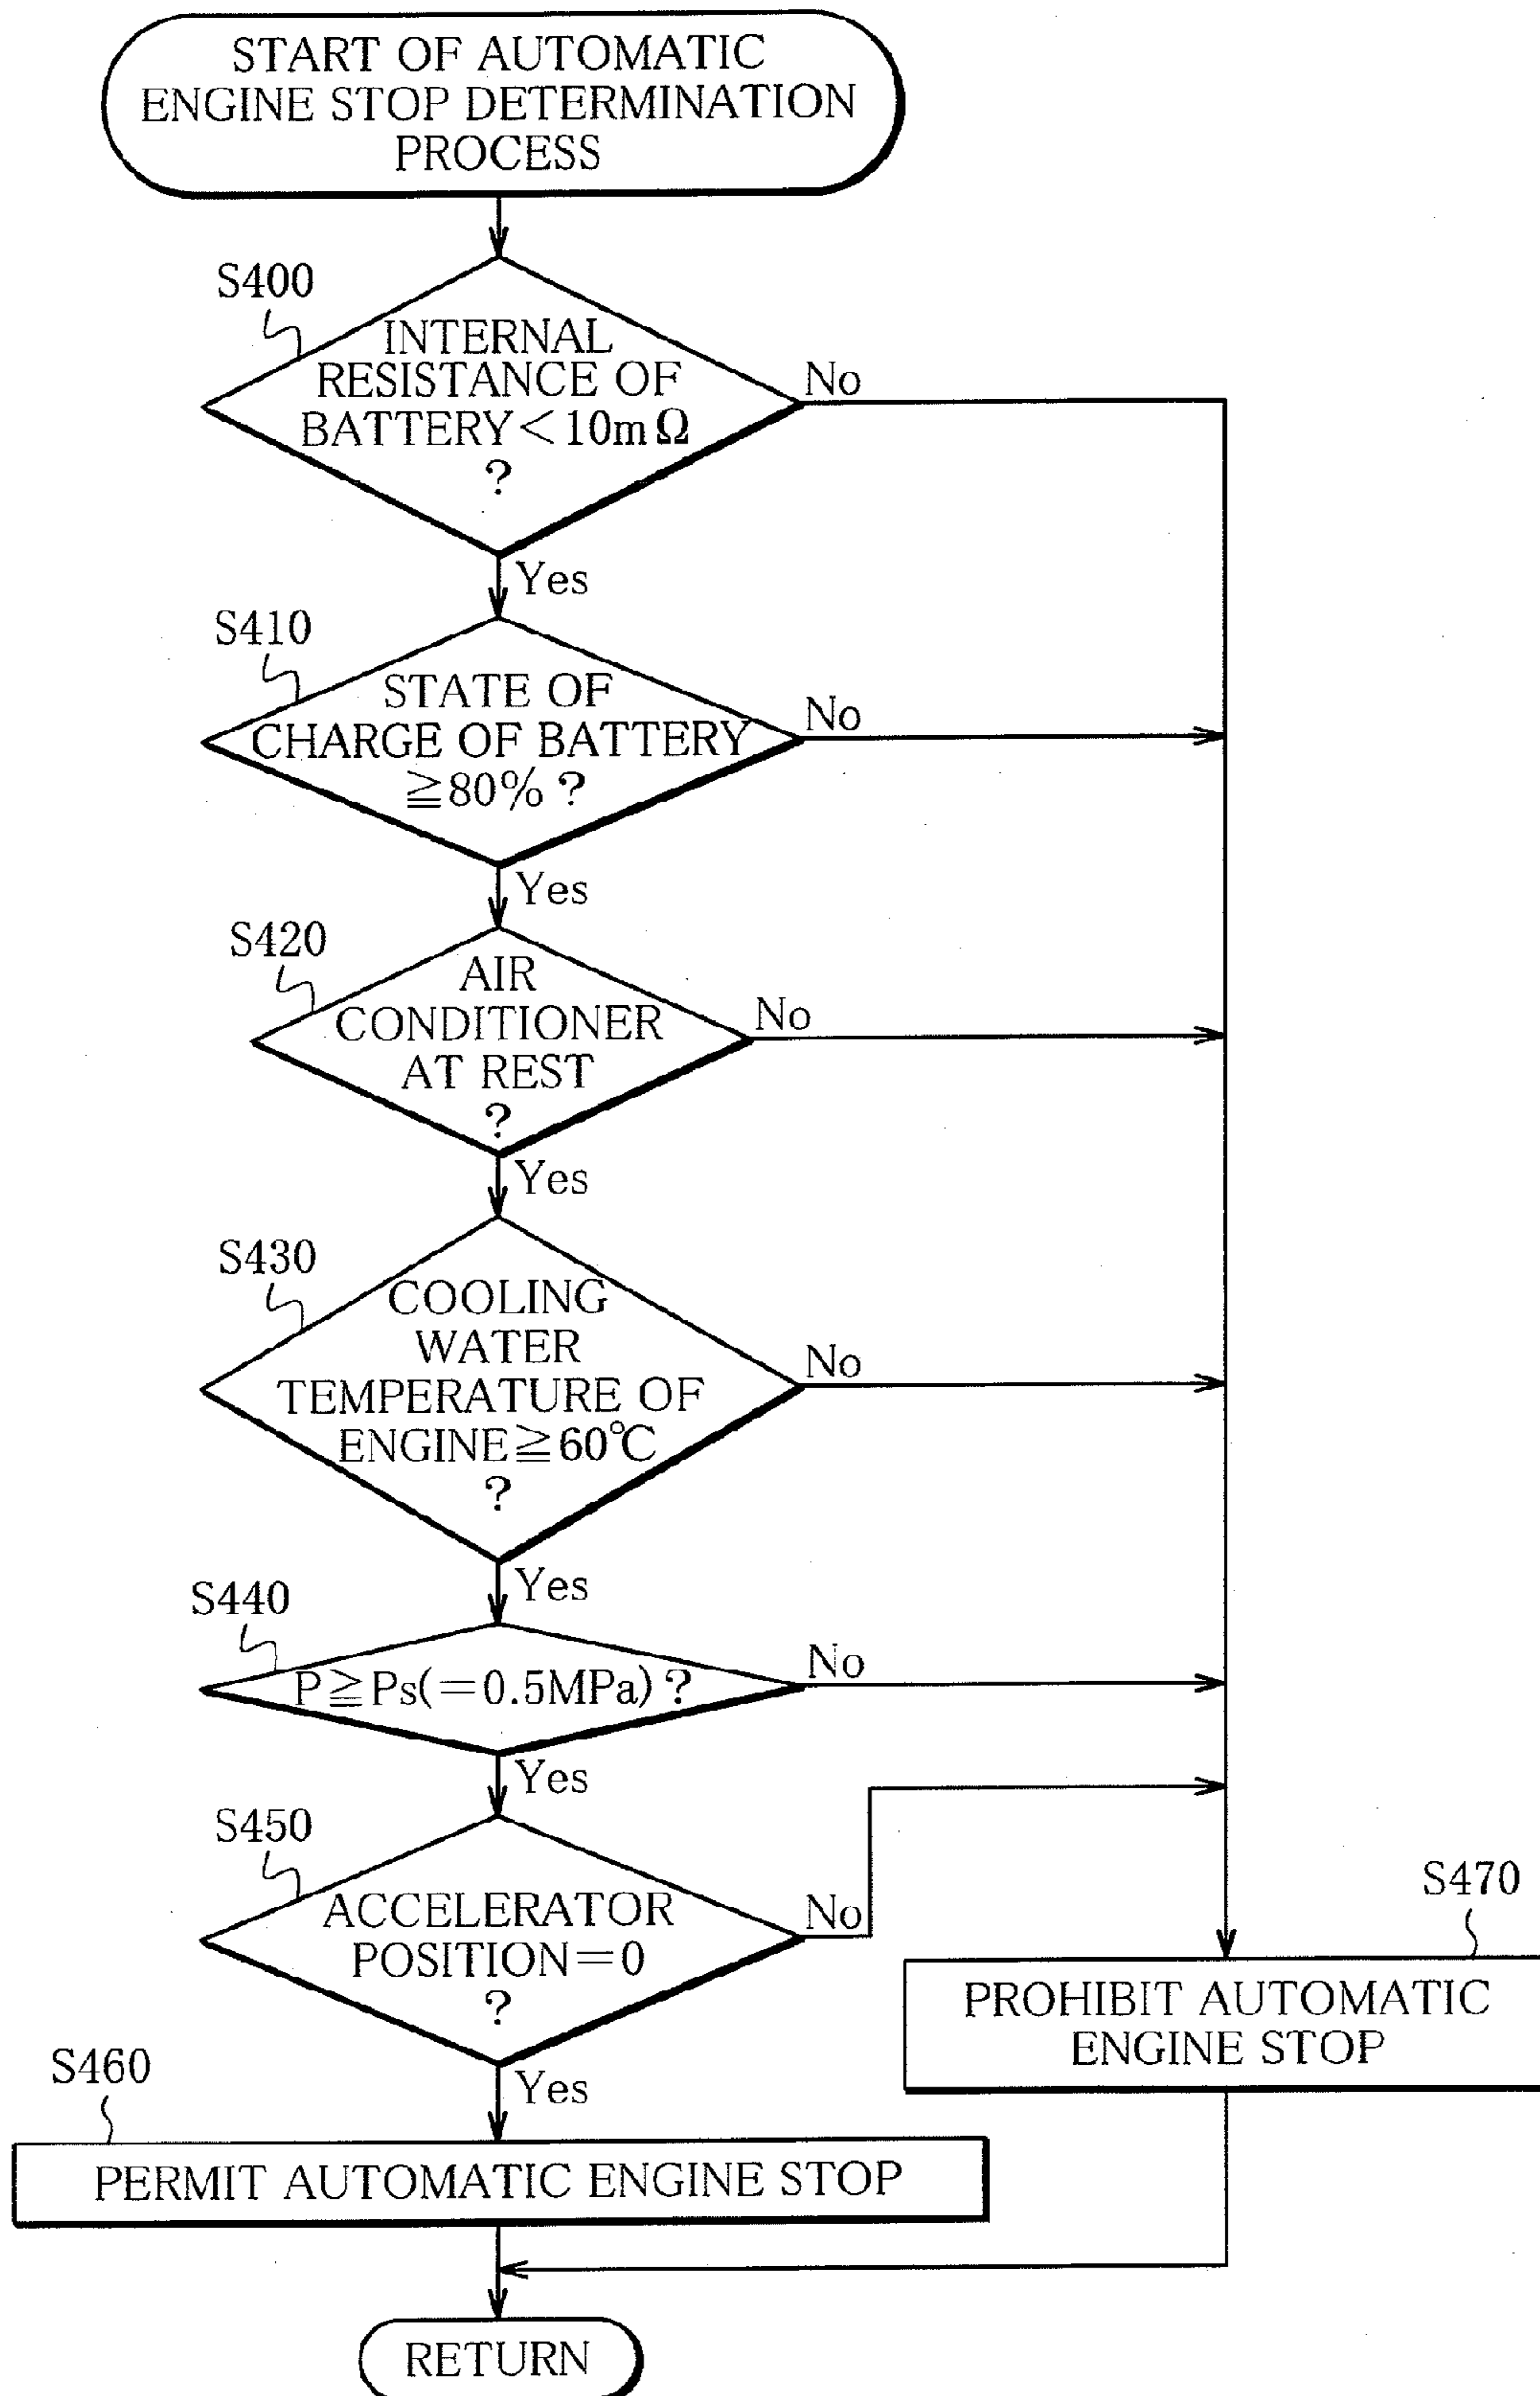 START OF AUTOMATIC
ENGINE STOP DETERMINATION
PROCESS
S400
INTERNAL
RESISTANCE OF
BATTERY<10mΩ
?
No
Yes
S410
STATE OF
CHARGE OF BATTERY
≧80%?
No
Yes
S420
AIR
CONDITIONER
AT REST
?
No
Yes
S430
COOLING
WATER
TEMPERATURE OF
ENGINE≧60℃
?
No
Yes
S440
P≧Ps(=0.5MPa)?
No
Yes
S450
ACCELERATOR
POSITION=0
?
No
Yes
S470
PROHIBIT AUTOMATIC
ENGINE STOP
S460
PERMIT AUTOMATIC ENGINE STOP
RETURN